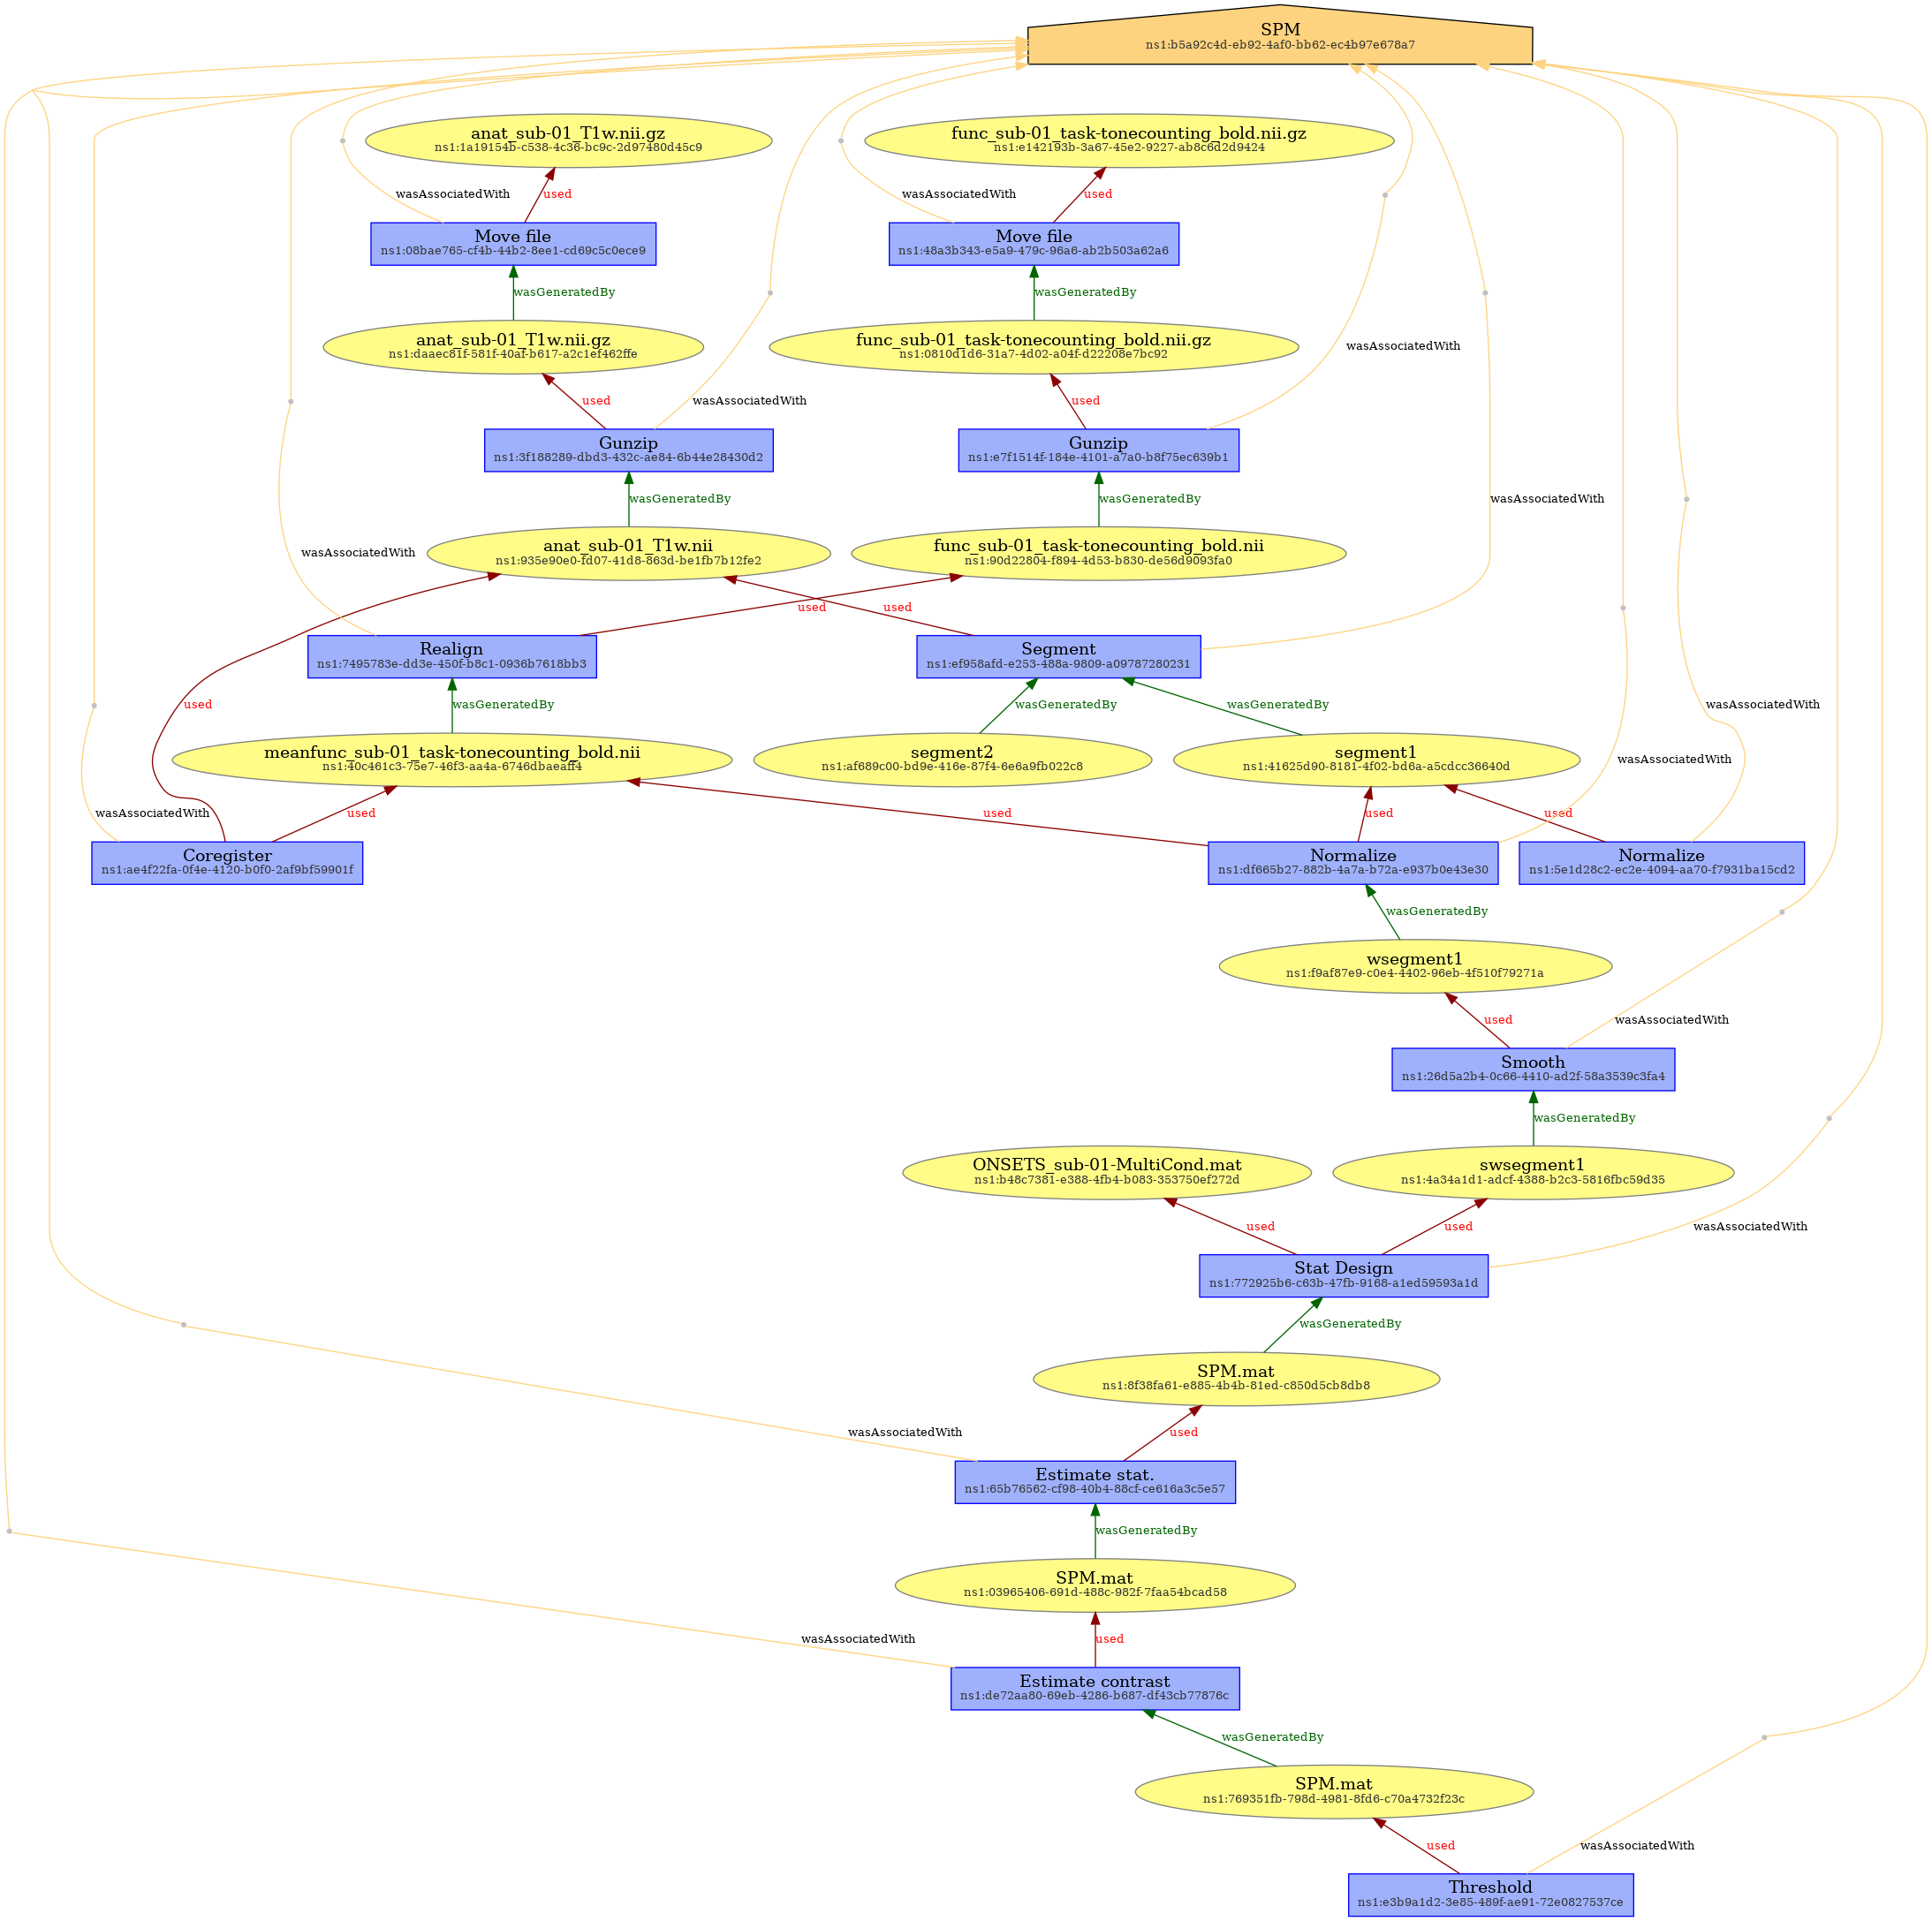 SPM
ns1:b5a92c4d-eb92-4af0-bb62-ec4b97e678a7
anat_sub-01_T1w.nii.gz
ns1:1a19154b-c538-4c36-bc9c-2d97480d45c9
func_sub-01_task-tonecounting_bold.nii.gz
ns1:e142193b-3a67-45e2-9227-ab8c6d2d9424
wasAssociatedWith
used
wasAssociatedWith
used
Move file
ns1:08bae765-cf4b-44b2-8ee1-cd69c5c0ece9
Move file
ns1:48a3b343-e5a9-479c-96a6-ab2b503a62a6
wasGeneratedBy
wasGeneratedBy
anat_sub-01_T1w.nii.gz
ns1:daaec81f-581f-40af-b617-a2c1ef462ffe
func_sub-01_task-tonecounting_bold.nii.gz
ns1:0810d1d6-31a7-4d02-a04f-d22208e7bc92
wasAssociatedWith
used
wasAssociatedWith
used
Gunzip
ns1:3f188289-dbd3-432c-ae84-6b44e28430d2
Gunzip
ns1:e7f1514f-184e-4101-a7a0-b8f75ec639b1
wasGeneratedBy
wasGeneratedBy
wasAssociatedWith
anat_sub-01_T1w.nii
ns1:935e90e0-fd07-41d8-863d-be1fb7b12fe2
func_sub-01_task-tonecounting_bold.nii
ns1:90d22804-f894-4d53-b830-de56d9093fa0
wasAssociatedWith
used
used
Realign
ns1:7495783e-dd3e-450f-b8c1-0936b7618bb3
Segment
ns1:ef958afd-e253-488a-9809-a09787280231
used
wasGeneratedBy
wasGeneratedBy
wasGeneratedBy
wasAssociatedWith
meanfunc_sub-01_task-tonecounting_bold.nii
ns1:40c461c3-75e7-46f3-aa4a-6746dbaeaff4
segment2
ns1:af689c00-bd9e-416e-87f4-6e6a9fb022c8
segment1
ns1:41625d90-8181-4f02-bd6a-a5cdcc36640d
wasAssociatedWith
wasAssociatedWith
used
used
used
used
Coregister
ns1:ae4f22fa-0f4e-4120-b0f0-2af9bf59901f
Normalize
ns1:df665b27-882b-4a7a-b72a-e937b0e43e30
Normalize
ns1:5e1d28c2-ec2e-4094-aa70-f7931ba15cd2
wasGeneratedBy
wsegment1
ns1:f9af87e9-c0e4-4402-96eb-4f510f79271a
used
wasAssociatedWith
Smooth
ns1:26d5a2b4-0c66-4410-ad2f-58a3539c3fa4
wasGeneratedBy
ONSETS_sub-01-MultiCond.mat
ns1:b48c7381-e388-4fb4-b083-353750ef272d
swsegment1
ns1:4a34a1d1-adcf-4388-b2c3-5816fbc59d35
used
used
wasAssociatedWith
Stat Design
ns1:772925b6-c63b-47fb-9168-a1ed59593a1d
wasGeneratedBy
SPM.mat
ns1:8f38fa61-e885-4b4b-81ed-c850d5cb8db8
wasAssociatedWith
used
Estimate stat.
ns1:65b76562-cf98-40b4-88cf-ce616a3c5e57
wasGeneratedBy
SPM.mat
ns1:03965406-691d-488c-982f-7faa54bcad58
wasAssociatedWith
used
Estimate contrast
ns1:de72aa80-69eb-4286-b687-df43cb77876c
wasGeneratedBy
SPM.mat
ns1:769351fb-798d-4981-8fd6-c70a4732f23c
used
wasAssociatedWith
Threshold
ns1:e3b9a1d2-3e85-489f-ae91-72e0827537ce